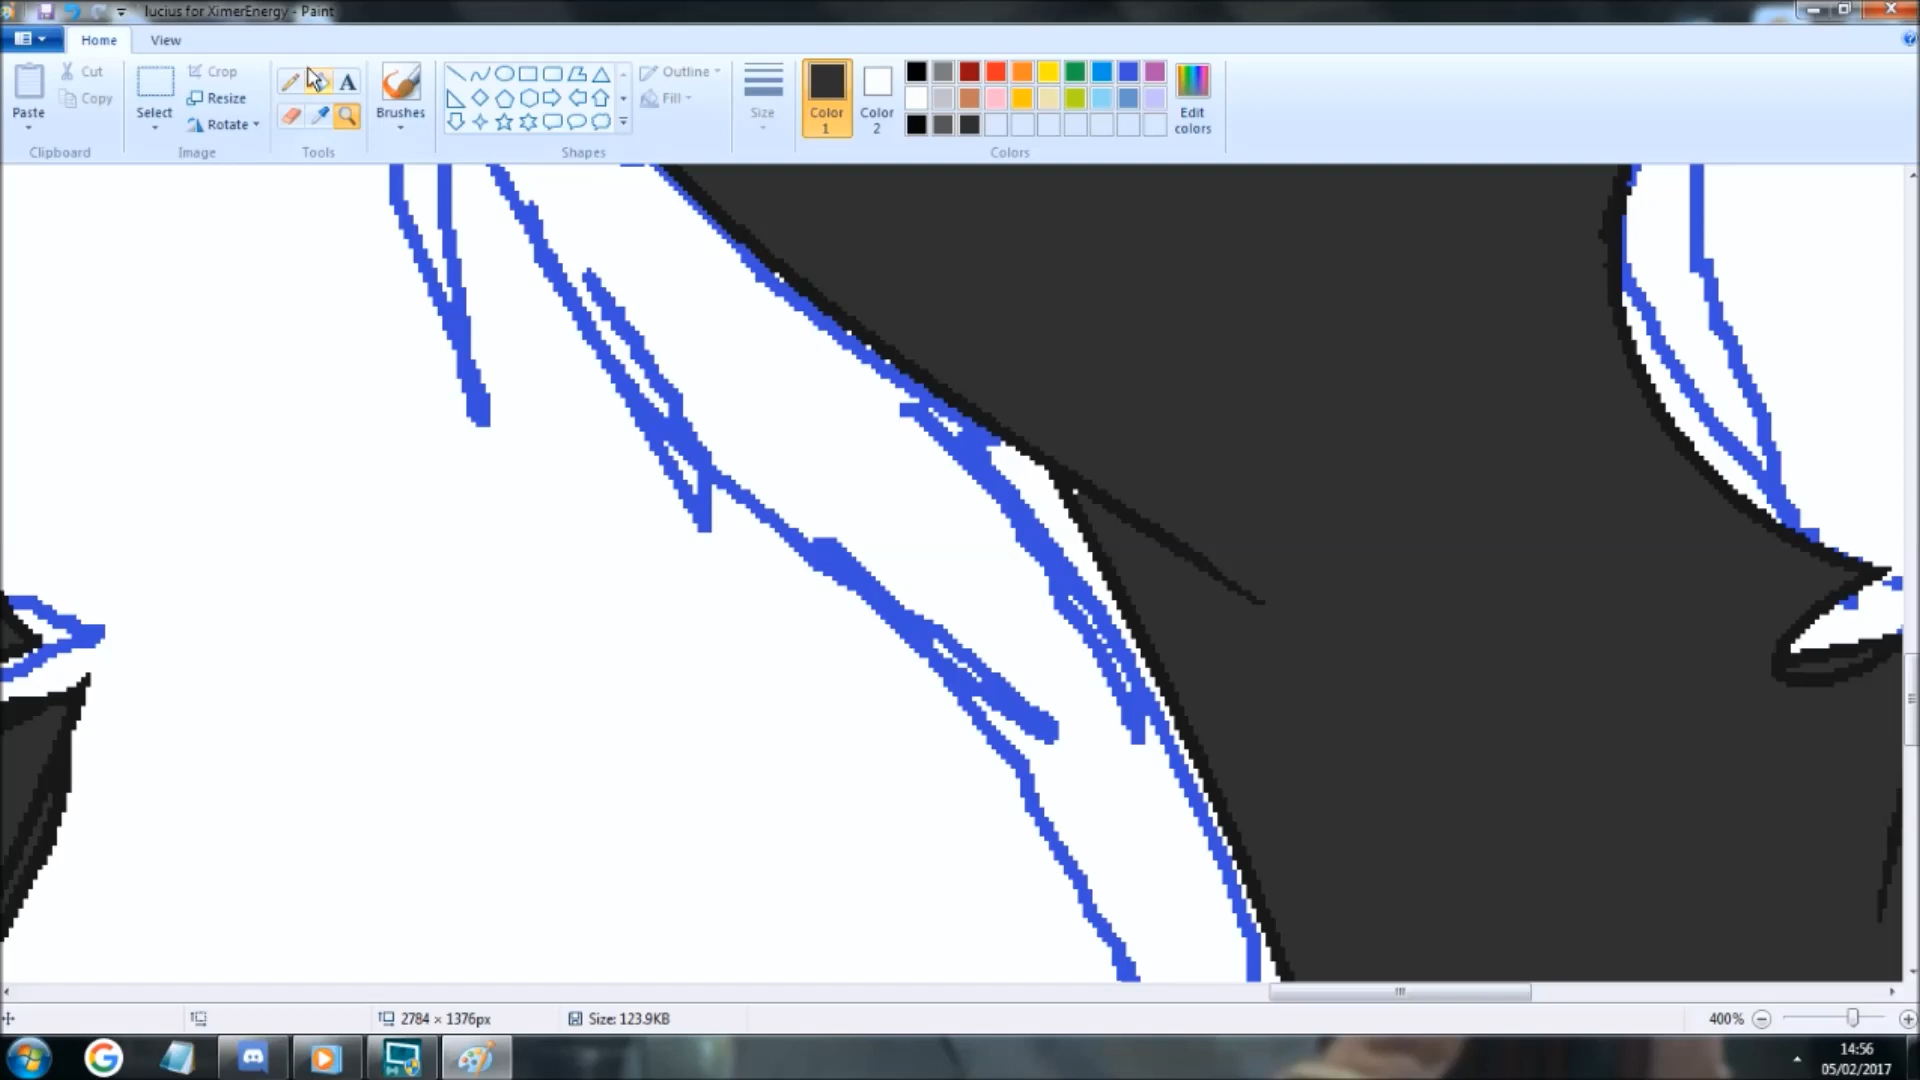 lucius for XimerEnergy - Paint
Home View
Paste
Cut
Copy
Clipboard
Select
Crop
Resize
Rotate
Image
A
Tools
Brushes
Shapes
Outline
Fill
Size
Color 1
Color 2
Edit colors
Colors
2784 × 1376px
Size: 123.9KB
400%
14:56
05/02/2017